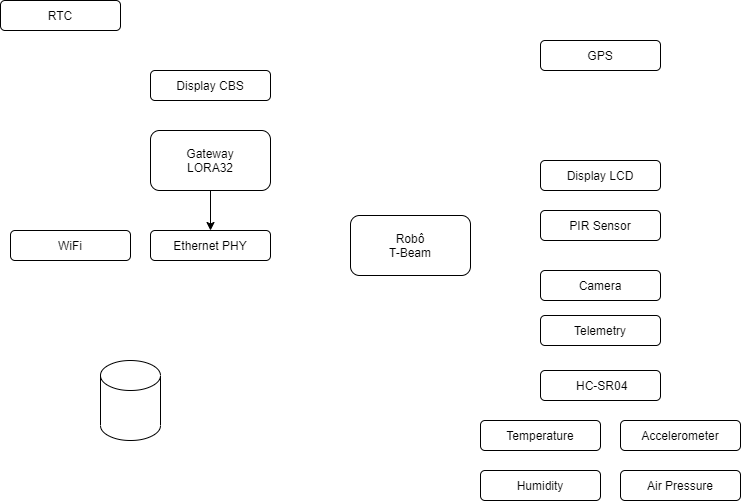 RTC
GPS
Display CBS
Gateway
LORA32
Display LCD
PIR Sensor
WiFi
Ethernet PHY
Robô
T-Beam
Camera
Telemetry
HC-SR04
Temperature
Accelerometer
Humidity
Air Pressure